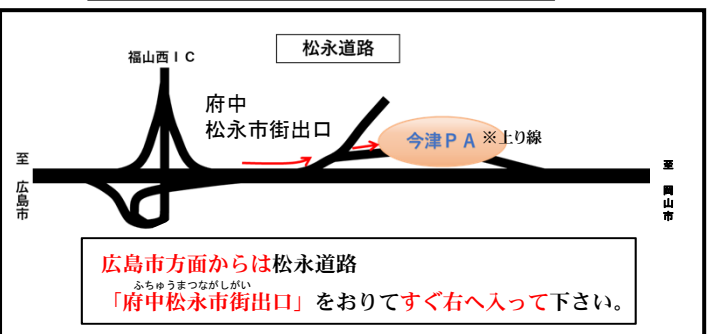 松永道路
福山西IC
府中
松永市街出口
今津PA ※上り線
至 広島市
至 岡山市
広島市方面からは松永道路
ふちゅうまつながしがい
「府中松永市街出口」をおりてすぐ右へ入って下さい。